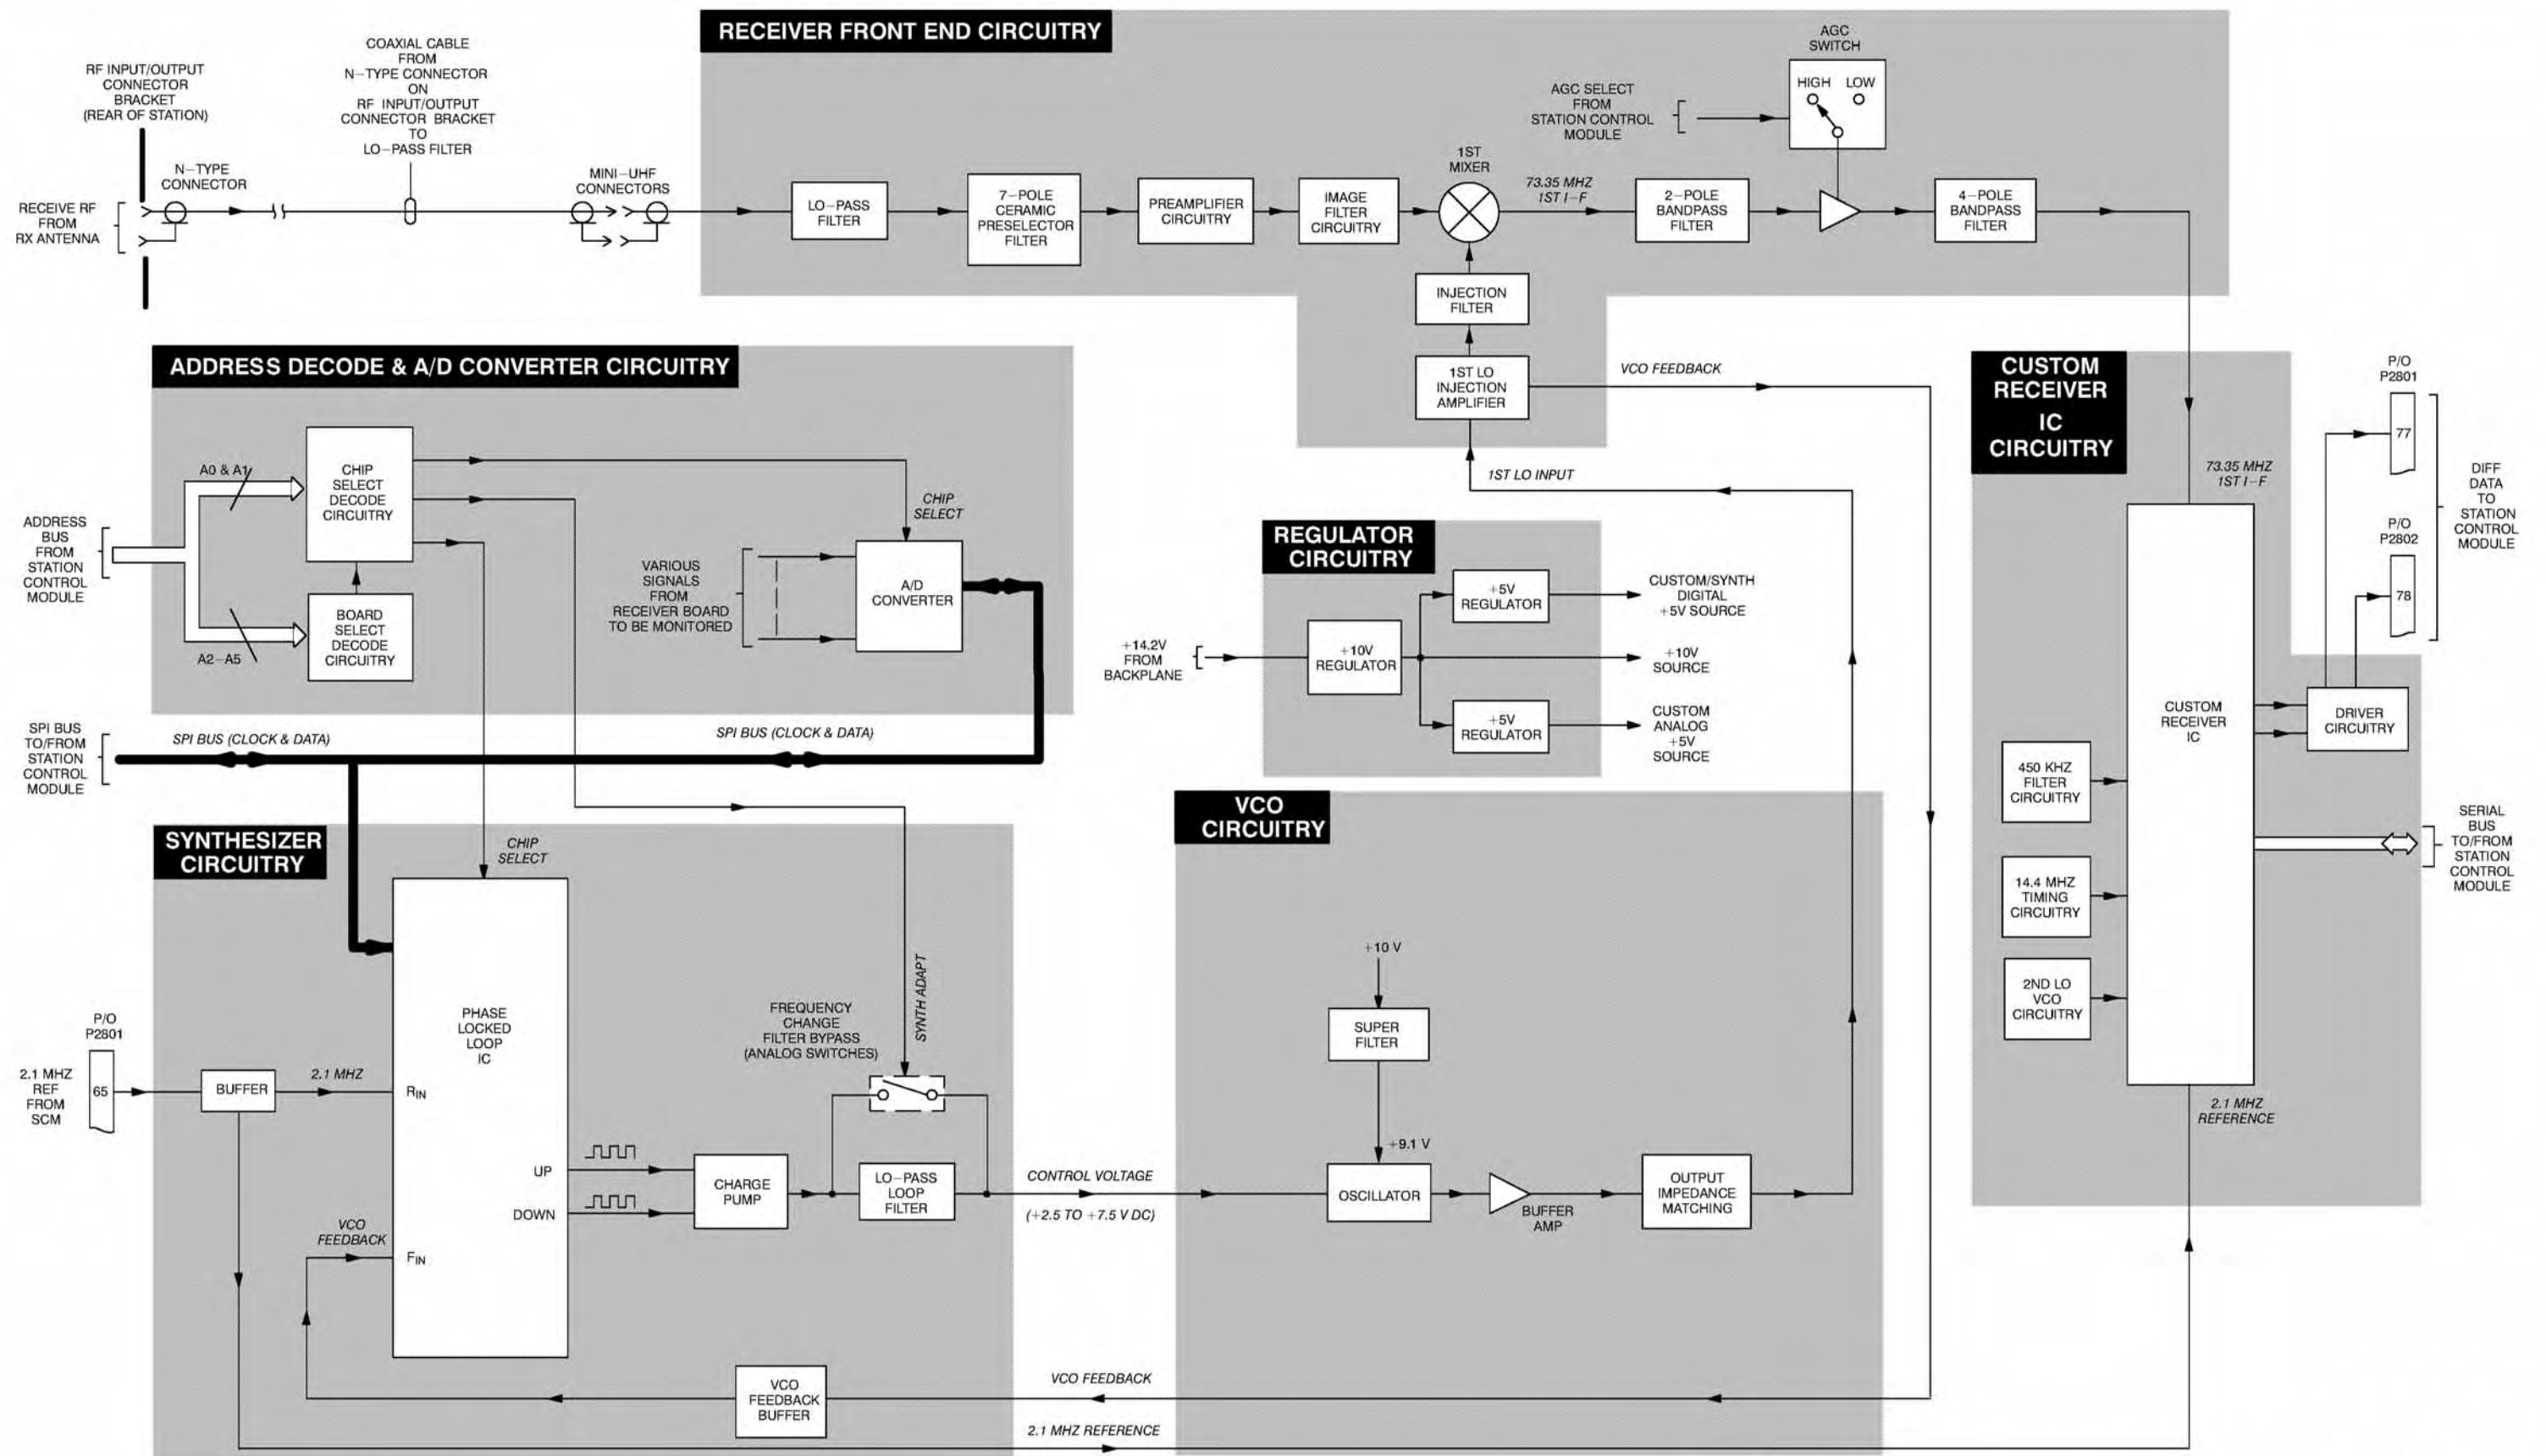 RECEIVER FRONT END CIRCUITRY
RF INPUT/OUTPUT
CONNECTOR
BRACKET
(REAR OF STATION)
COAXIAL CABLE
FROM
N-TYPE CONNECTOR
ON
RF INPUT/OUTPUT
CONNECTOR BRACKET
TO
LO-PASS FILTER
N-TYPE
CONNECTOR
MINI-UHF
CONNECTORS
RECEIVE RF
FROM
RX ANTENNA
LO-PASS
FILTER
7-POLE
CERAMIC
PRESELECTOR
FILTER
PREAMPLIFIER
CIRCUITRY
IMAGE
FILTER
CIRCUITRY
1ST
MIXER
73.35 MHZ
1ST I-F
AGC SELECT
FROM
STATION CONTROL
MODULE
AGC
SWITCH
HIGH LOW
2-POLE
BANDPASS
FILTER
4-POLE
BANDPASS
FILTER
INJECTION
FILTER
1ST LO
INJECTION
AMPLIFIER
VCO FEEDBACK
1ST LO INPUT
ADDRESS DECODE & A/D CONVERTER CIRCUITRY
ADDRESS
BUS
FROM
STATION
CONTROL
MODULE
A0 & A1
A2-A5
CHIP
SELECT
DECODE
CIRCUITRY
BOARD
SELECT
DECODE
CIRCUITRY
VARIOUS
SIGNALS
FROM
RECEIVER BOARD
TO BE MONITORED
CHIP
SELECT
A/D
CONVERTER
SPI BUS
TO/FROM
STATION
CONTROL
MODULE
SPI BUS (CLOCK & DATA)
SPI BUS (CLOCK & DATA)
REGULATOR
CIRCUITRY
+14.2V
FROM
BACKPLANE
+10V
REGULATOR
+5V
REGULATOR
+5V
REGULATOR
CUSTOM/SYNTH
DIGITAL
+5V SOURCE
+10V
SOURCE
CUSTOM
ANALOG
+5V
SOURCE
CUSTOM
RECEIVER
IC
CIRCUITRY
73.35 MHZ
1ST I-F
P/O
P2801
77
P/O
P2802
78
DIFF
DATA
TO
STATION
CONTROL
MODULE
CUSTOM
RECEIVER
IC
DRIVER
CIRCUITRY
450 KHZ
FILTER
CIRCUITRY
14.4 MHZ
TIMING
CIRCUITRY
2ND LO
VCO
CIRCUITRY
SERIAL
BUS
TO/FROM
STATION
CONTROL
MODULE
2.1 MHZ
REFERENCE
SYNTHESIZER
CIRCUITRY
CHIP
SELECT
P/O
P2801
65
2.1 MHZ
REF
FROM
SCM
BUFFER
2.1 MHZ
RIN
PHASE
LOCKED
LOOP
IC
UP
DOWN
VCO
FEEDBACK
FIN
CHARGE
PUMP
FREQUENCY
CHANGE
FILTER BYPASS
(ANALOG SWITCHES)
SYNTH ADAPT
LO-PASS
LOOP
FILTER
CONTROL VOLTAGE
(+2.5 TO +7.5 V DC)
VCO
FEEDBACK
BUFFER
VCO FEEDBACK
2.1 MHZ REFERENCE
VCO
CIRCUITRY
+10 V
SUPER
FILTER
+9.1 V
OSCILLATOR
BUFFER
AMP
OUTPUT
IMPEDANCE
MATCHING